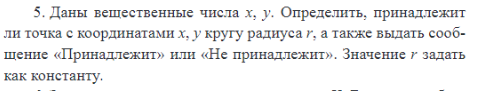 5. Даны вещественные числа x, y. Определить, принадлежит
ли точка с координатами x, y кругу радиуса r, а также выдать сооб-
щение «Принадлежит» или «Не принадлежит». Значение r задать
как константу.